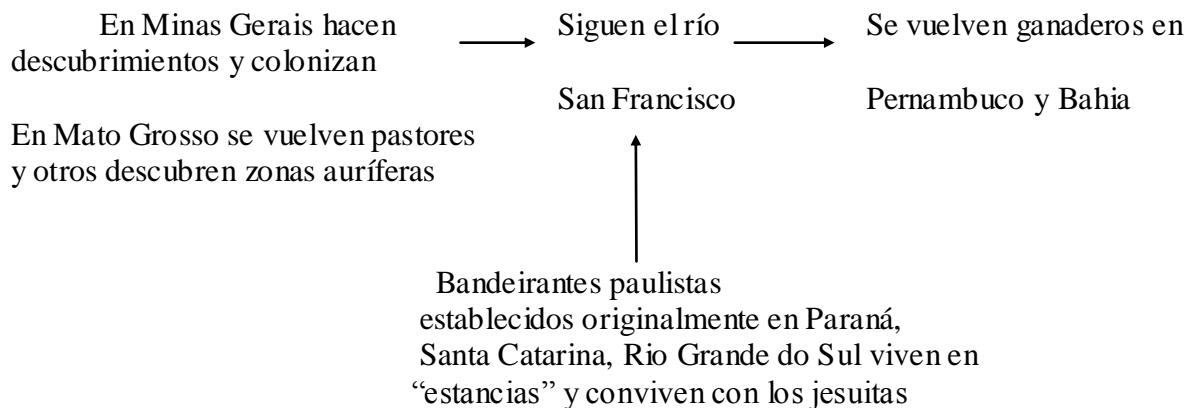 En Minas Gerais hacen
descubrimientos y colonizan
En Mato Grosso se vuelven pastores
y otros descubren zonas auríferas
Siguen el río
San Francisco
Se vuelven ganaderos en
Pernambuco y Bahia
Bandeirantes paulistas
establecidos originalmente en Paraná,
Santa Catarina, Rio Grande do Sul viven en
“estancias” y conviven con los jesuitas